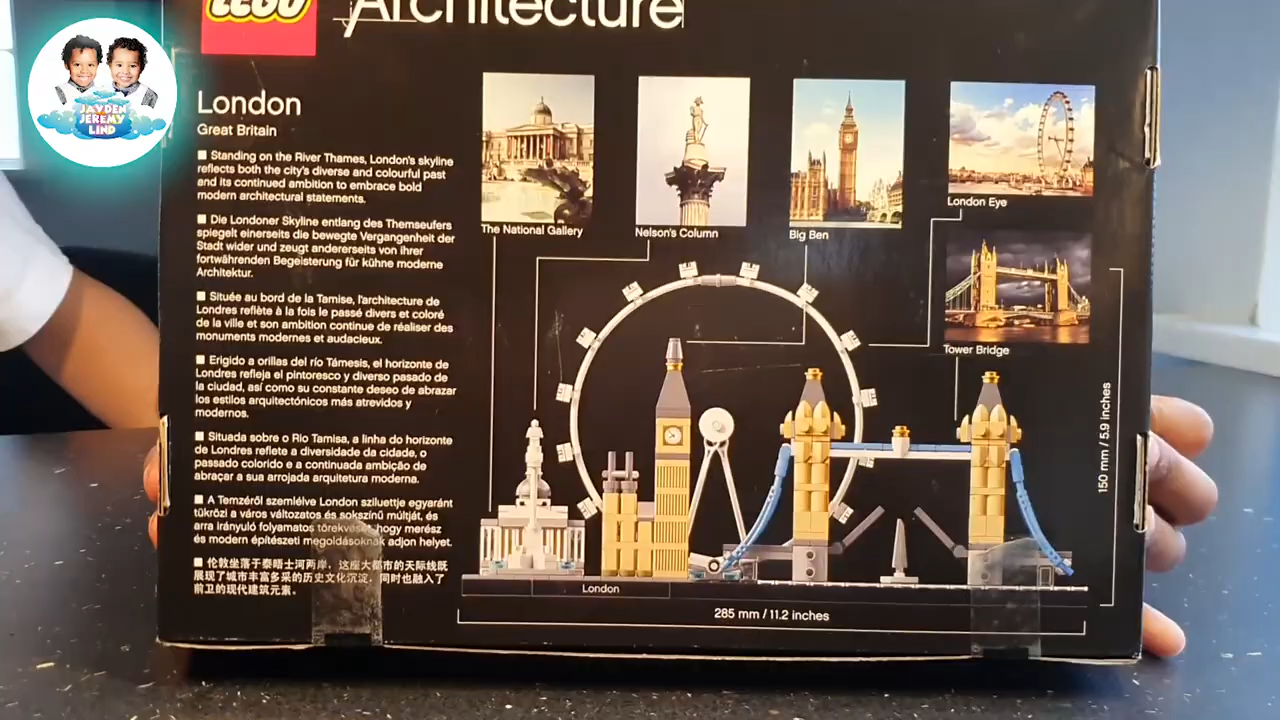 LEGO
Architecture
JAYDEN
JEREMY
LIND
London
Great Britain
■ Standing on the River Thames, London's skyline
reflects both the city's diverse and colourful past
and its continued ambition to embrace bold
modern architectural statements.
■ Die Londoner Skyline entlang des Themseufers
spiegelt einerseits die bewegte Vergangenheit der
Stadt wider und zeugt andererseits von ihrer
fortwährenden Begeisterung für kühne moderne
Architektur.
■ Située au bord de la Tamise, l'architecture de
Londres reflète à la fois le passé divers et coloré
de la ville et son ambition continue de réaliser des
monuments modernes et audacieux.
■ Erigido a orillas del río Támesis, el horizonte de
Londres refleja el pintoresco y diverso pasado de
la ciudad, así como su constante deseo de abrazar
los estilos arquitectónicos más atrevidos y
modernos.
■ Situada sobre o Rio Tamisa, a linha do horizonte
de Londres reflete a diversidade da cidade, o
passado colorido e a continuada ambição de
abraçar a sua arrojada arquitetura moderna.
■ A Temzéről szemlélve London sziluettje egyaránt
tükrözi a város változatos és sokszínű múltját, és
arra irányuló folyamatos törekvését, hogy merész
és modern építészeti megoldásoknak adjon helyet.
■ 伦敦坐落于泰晤士河两岸，这座大都市的天际线既
展现了城市丰富多采的历史文化沉淀，同时也融入了
前卫的现代建筑元素。
The National Gallery
Nelson's Column
Big Ben
London Eye
Tower Bridge
150 mm / 5.9 inches
London
285 mm / 11.2 inches